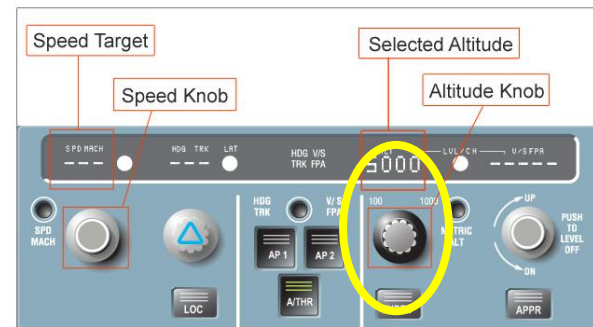 Speed Target
Selected Altitude
Speed Knob
Altitude Knob
SPD MACH
HDG TRK LAT
HDG V/S
TRK FPA
LVL/CH V/S FPR
--- --- 5000 -----
HDG
TRK
V/S
FPA
100 1000
UP
SPD
MACH
METRIC
ALT
PUSH
TO
LEVEL
OFF
AP 1 AP 2
DN
LOC
A/THR
APPR